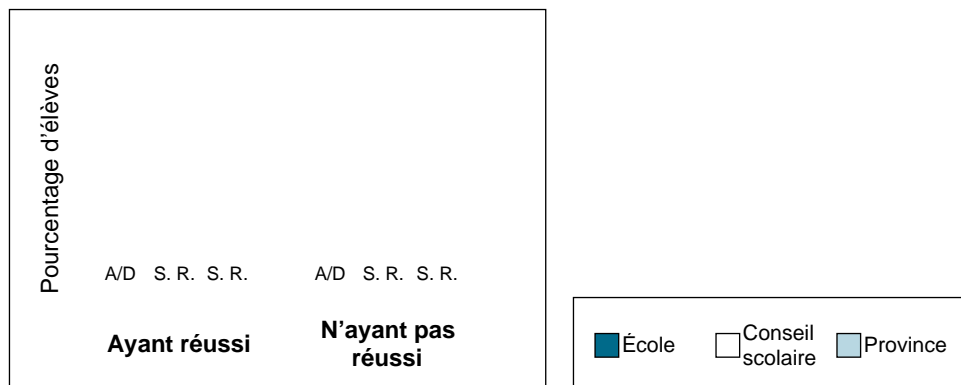 Pourcentage d'élèves
A/D S. R. S. R. A/D S. R. S. R.
Ayant réussi
N'ayant pas
réussi
École
Conseil
scolaire
Province